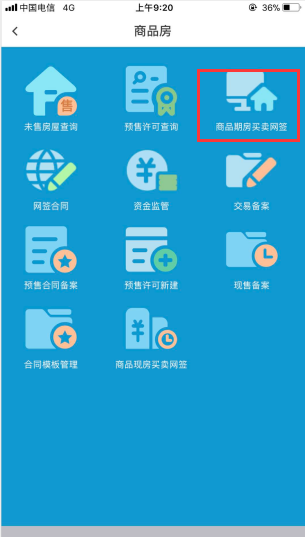 中国电信 4G 上午9:20 36%
商品房
售
未售房屋查询 预售许可查询 商品期房买卖网签
网签合同 资金监管 交易备案
预售合同备案 预售许可新建 现售备案
合同模板管理 商品现房买卖网签